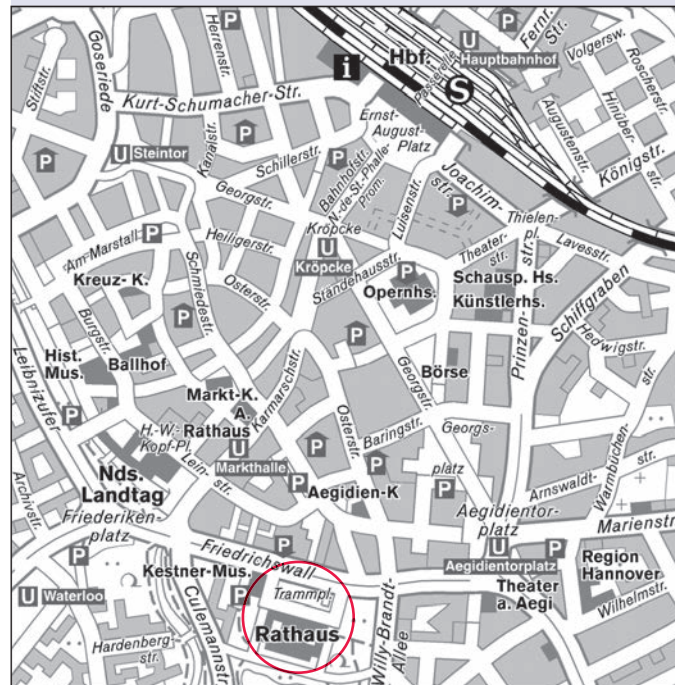 Goseriede
Stiftstr.
Herrenstr.
P
Kurt-Schumacher-Str.
i
Hbf.
Passerelle
S
U Hauptbahnhof
Fernr.
Str.
P
Volgersw.
Roscherstr.
Hinüber-
str.
Augustenstr.
Königstr.
P
U Steintor
Kanalstr.
P
Schillerstr.
P
Ernst-
August-
Platz
Bahnhofstr.
N.-de-St.-Phalle-
Prom.
Luisenstr.
P
Joachim-
str.
Thielen-
pl.
Lavesstr.
Georgstr.
Am Marstall
P
Heiligerstr.
Kröpcke
U
Kröpcke
Theater-
str.
Kreuz-K.
Schmiedestr.
Osterstr.
Ständehausstr.
P
Opernhs.
Schausp. Hs.
Künstlerhs.
Prinzen-
str.
Schiffgraben
Hedwigstr.
Burgstr.
P
Hist.
Mus.
Ballhof
Leibnizufer
P
Karmarschstr.
P
Georgstr.
Börse
Markt-K.
A.
Rathaus
H.-W.-
Kopf-Pl.
U
Markthalle
Osterstr.
Baringstr.
Georgs-
platz
P
Warmbüchen-
str.
Nds.
Landtag
Lein-
str.
P
Aegidien-K
P
Arnswaldt-
str.
Archivstr.
Friederiken-
platz
Aegidientor-
platz
Marienstr
P
Friedrichswall
P
U
Aegidientorplatz
P
Region
Hannover
Kestner-Mus.
P
Trammpl.
Rathaus
U Waterloo
Culemannstr.
Willy-Brandt-
Allee
Theater
a. Aegi
Wilhelmstr.
Hardenberg-
str.